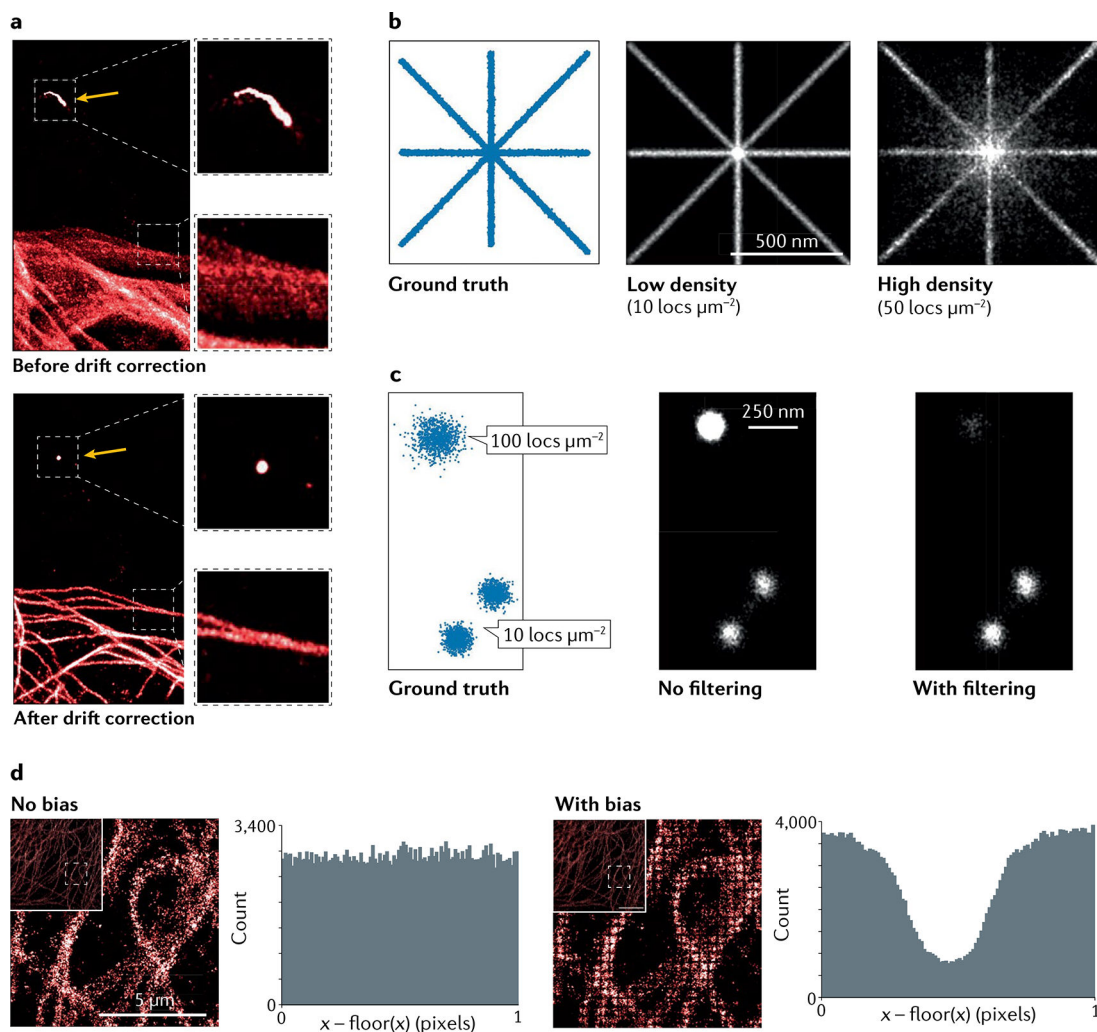 a
Before drift correction
After drift correction
b
Ground truth
500 nm
Low density
(10 locs μm⁻²)
High density
(50 locs μm⁻²)
c
100 locs μm⁻²
10 locs μm⁻²
Ground truth
250 nm
No filtering
With filtering
d
No bias
5 μm
3,400
Count
0
0
1
x – floor(x) (pixels)
With bias
4,000
Count
0
0
1
x – floor(x) (pixels)